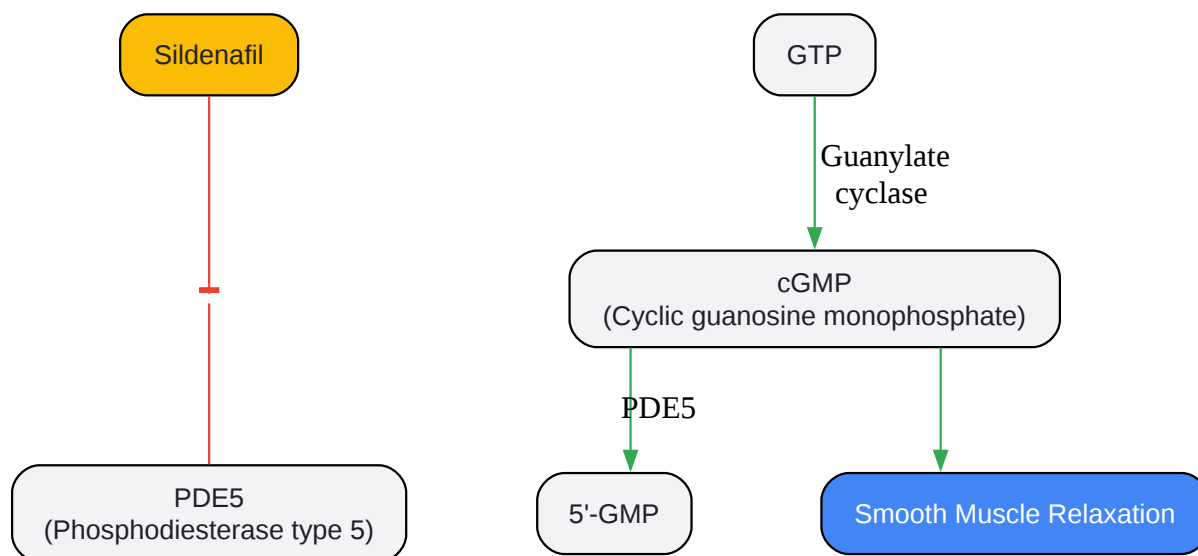 Sildenafil
GTP
Guanylate
cyclase
cGMP
(Cyclic guanosine monophosphate)
PDE5
PDE5
(Phosphodiesterase type 5)
5'-GMP
Smooth Muscle Relaxation